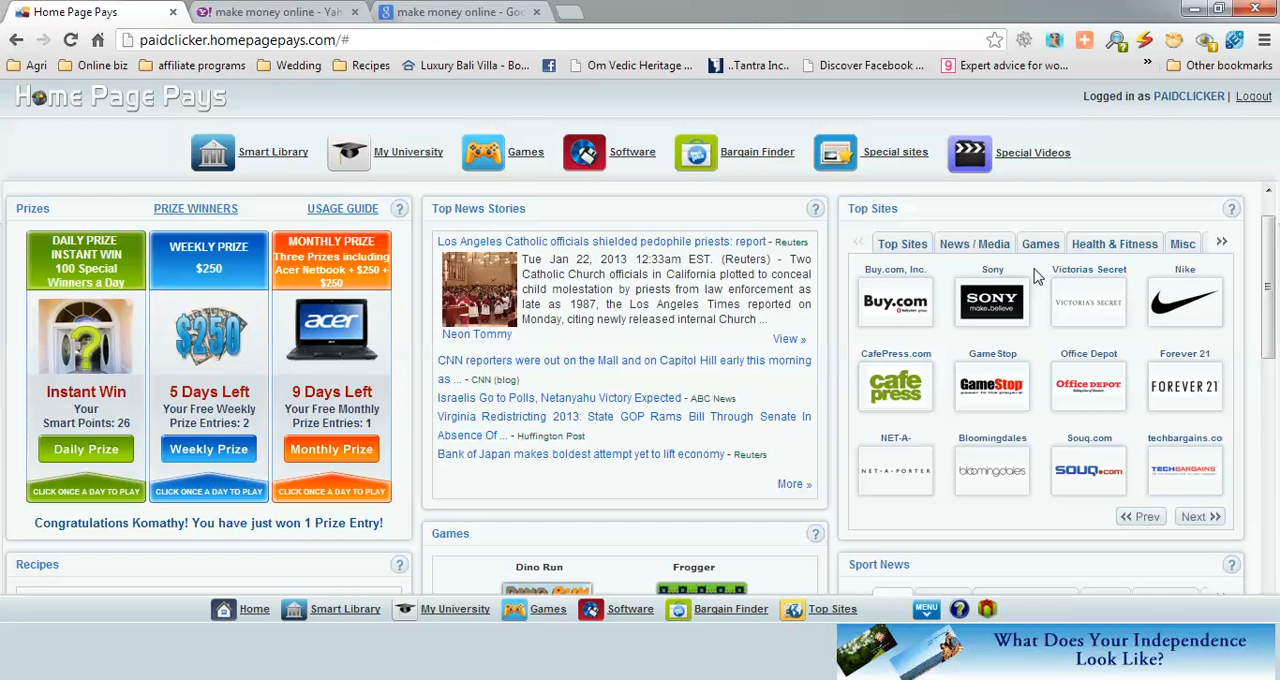 Home Page Pays
make money online - Yah
make money online - Goo
paidclicker.homepagepays.com/#
Agri
Online biz
affiliate programs
Wedding
Recipes
Luxury Bali Villa - Bo...
Om Vedic Heritage ...
..Tantra Inc..
Discover Facebook ...
9 Expert advice for wo...
»
Other bookmarks
Home Page Pays
Logged in as PAIDCLICKER | Logout
Smart Library
My University
Games
Software
Bargain Finder
Special sites
Special Videos
Prizes
PRIZE WINNERS
USAGE GUIDE
?
DAILY PRIZE
INSTANT WIN
100 Special
Winners a Day
WEEKLY PRIZE
$250
MONTHLY PRIZE
Three Prizes including
Acer Netbook + $250 +
$250
?
$250
acer
Instant Win
Your
Smart Points: 26
Daily Prize
CLICK ONCE A DAY TO PLAY
5 Days Left
Your Free Weekly
Prize Entries: 2
Weekly Prize
CLICK ONCE A DAY TO PLAY
9 Days Left
Your Free Monthly
Prize Entries: 1
Monthly Prize
CLICK ONCE A DAY TO PLAY
Congratulations Komathy! You have just won 1 Prize Entry!
Recipes
?
Top News Stories
?
Los Angeles Catholic officials shielded pedophile priests: report - Reuters
Tue Jan 22, 2013 12:33am EST. (Reuters) - Two
Catholic Church officials in California plotted to conceal
child molestation by priests from law enforcement as
late as 1987, the Los Angeles Times reported on
Monday, citing newly released internal Church ...
Neon Tommy
View »
CNN reporters were out on the Mall and on Capitol Hill early this morning
as ... - CNN (blog)
Israelis Go to Polls, Netanyahu Victory Expected - ABC News
Virginia Redistricting 2013: State GOP Rams Bill Through Senate In
Absence Of ... - Huffington Post
Bank of Japan makes boldest attempt yet to lift economy - Reuters
More »
Games
?
Dino Run
Frogger
Top Sites
?
«
Top Sites
News / Media
Games
Health & Fitness
Misc
»
Buy.com, Inc.
Sony
Victorias Secret
Nike
Buy.com
SONY
make.believe
VICTORIA'S SECRET
CafePress.com
GameStop
Office Depot
Forever 21
cafe
press
GameStop
power to the players
Office DEPOT
FOREVER 21
NET-A-
Bloomingdales
Souq.com
techbargains.co
NET-A-PORTER
bloomingdales
SOUQ.com
TECHBARGAINS
« Prev
Next »
Sport News
?
Home
Smart Library
My University
Games
Software
Bargain Finder
Top Sites
MENU
?
What Does Your Independence
Look Like?